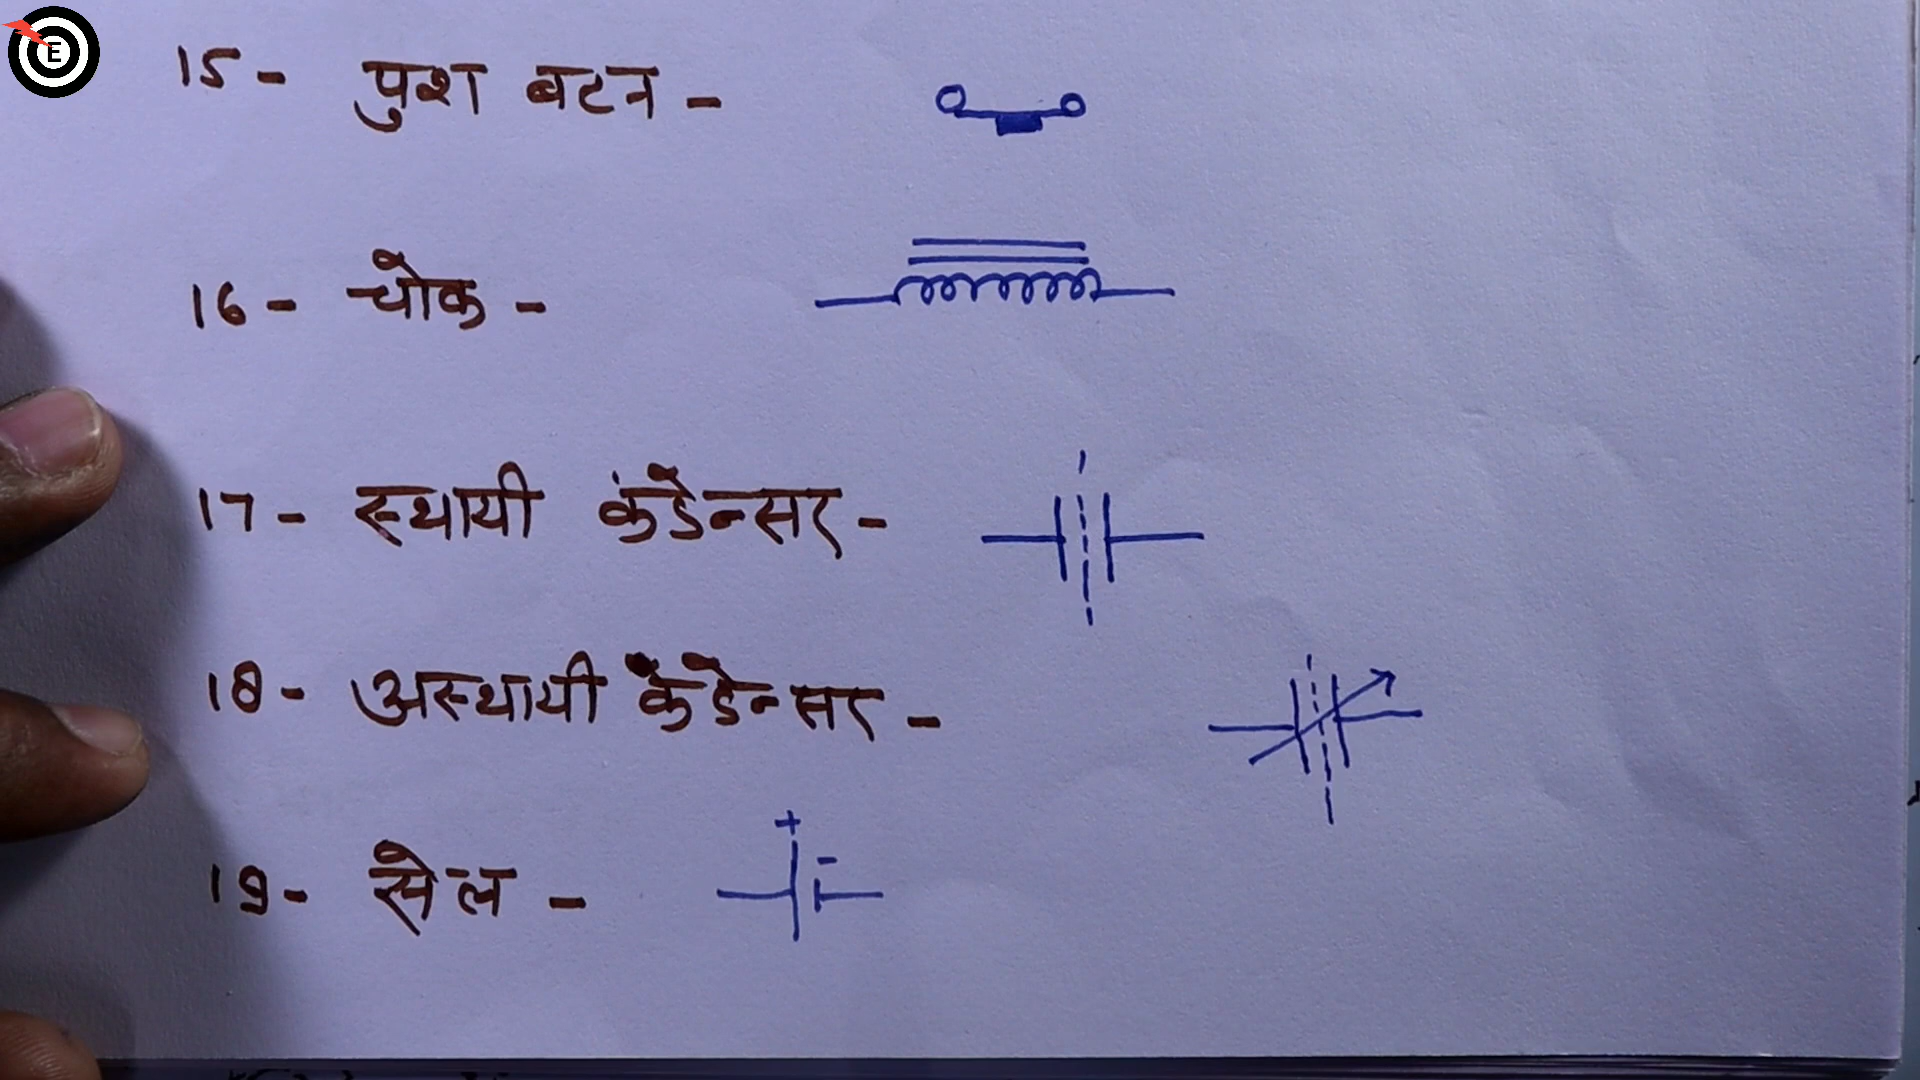 E
15- पुश बटन -
16- चोक -
17- स्थायी कंडेन्सर -
18- अस्थायी कंडेन्सर -
19- सेल -
+
-